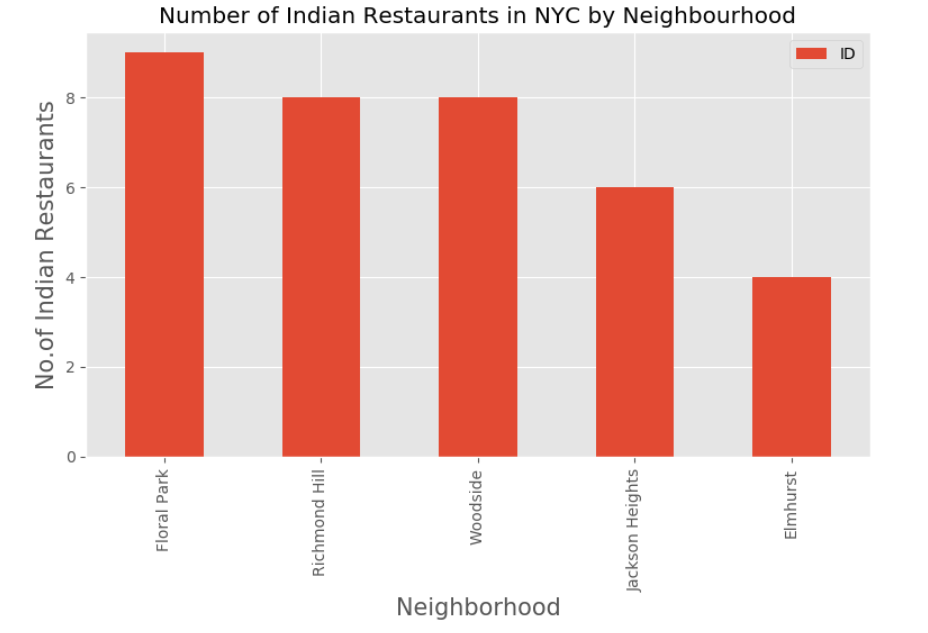 Number of Indian Restaurants in NYC by Neighbourhood
ID
No.of Indian Restaurants
8
6
4
2
0
Floral Park
Richmond Hill
Woodside
Jackson Heights
Elmhurst
Neighborhood